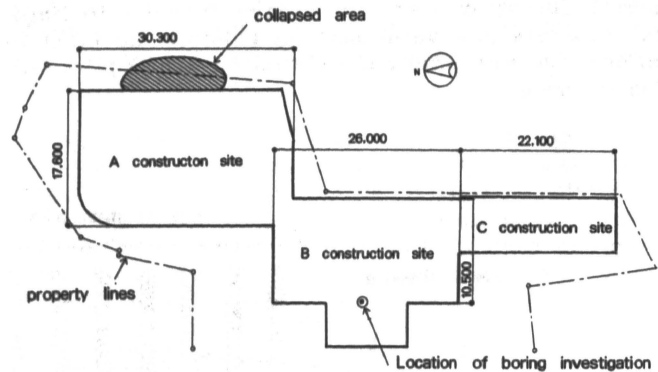 collapsed area
30.300
N
26.000
22.100
17.600
A constructon site
B construction site
C construction site
10.500
property lines
Location of boring investigation